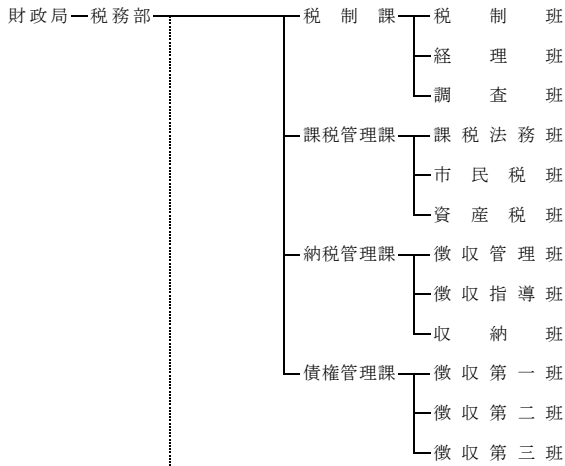 財政局 税務部 税制課 税制班
経理班
調査班
課税管理課 課税法務班
市民税班
資産税班
納税管理課 徴収管理班
徴収指導班
収納班
債権管理課 徴収第一班
徴収第二班
徴収第三班